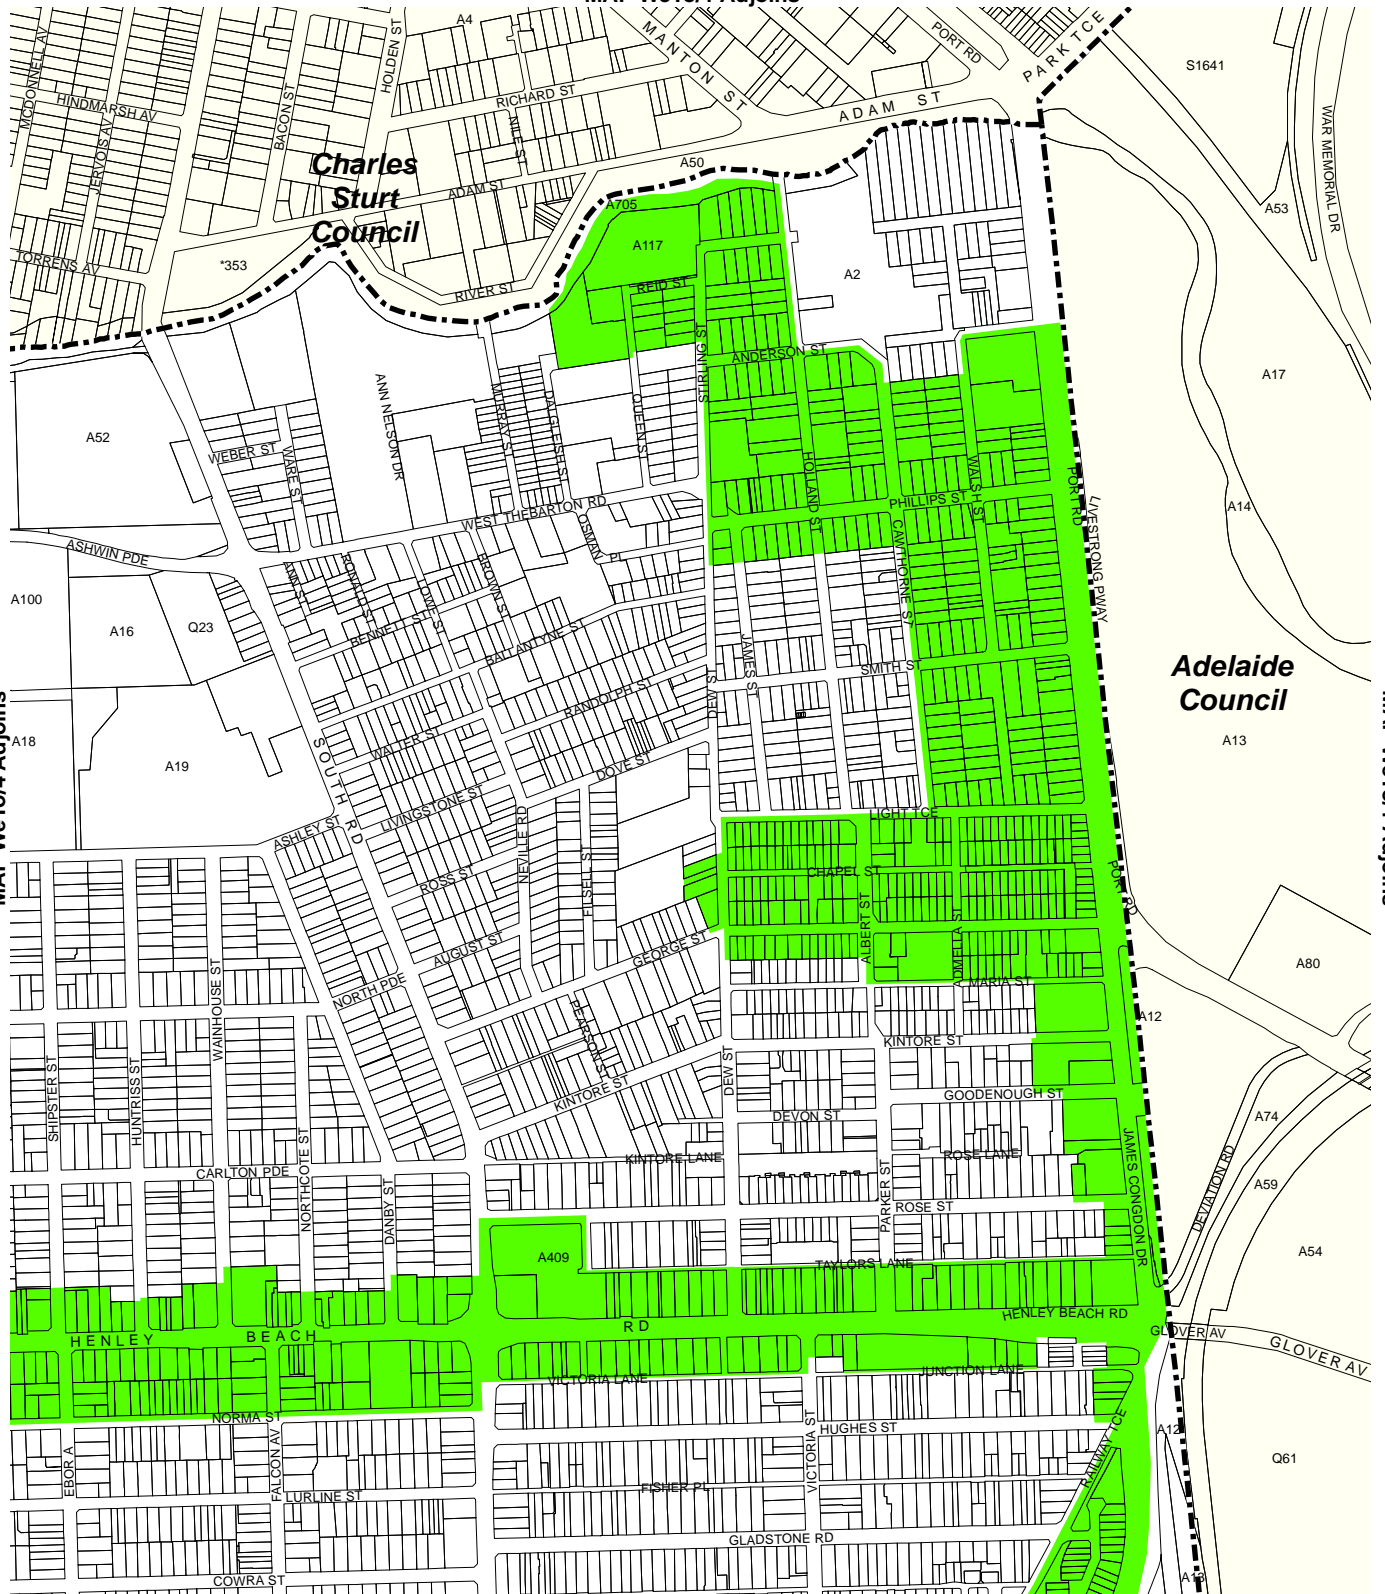 A4
MANTON ST
PORT RD
PARK TCE
S1641
MCDONNEL AV
HOLDEN ST
HINDMARSH AV
BACON ST
RICHARD ST
NILE ST
ADAM ST
WAR MEMORIAL DR
JERVOIS AV
Charles
Sturt
Council
A50
ADAM ST
A705
A53
A117
TORRENS AV
*353
RIVER ST
REID ST
A2
STIRLING ST
ANDERSON ST
A17
ANN NELSON DR
MURRAY S
DALGLEISH S
QUEEN S
A52
WEBER ST
WARE S
HOLLAND ST
WALSH ST
PORT RD
LIVESTRONG PWAY
PHILLIPS ST
A14
WEST THEBARTON RD
OSMAN PL
CAWTHORNE ST
ASHWIN PDE
ANN S
RONALD ST
LOWE ST
BROWN ST
A100
A16
Q23
BENNETT ST
BALLANTYNE ST
JAMES ST
SMITH ST
Adelaide
Council
DEW ST
RANDOLPH ST
A18
A19
SOUTH RD
WALTER ST
DOVE ST
A13
LIVINGSTONE ST
ASHLEY ST
NEVILLE RD
LIGHT TCE
FILSELL ST
ROSS ST
CHAPEL ST
PORT RD
ALBERT ST
ADMELLA ST
GEORGE ST
AUGUST ST
A80
WAINHOUSE ST
NORTH PDE
MARIA ST
PEARSON ST
A12
KINTORE ST
SHIPSTER ST
HUNTRISS ST
KINTORE ST
DEW ST
GOODENOUGH ST
DEVON ST
A74
JAMES CONGDON DR
NORTHCOTE ST
CARLTON PDE
KINTORE LANE
ROSE LANE
DEVIATION RD
A59
DANBY ST
PARKER ST
ROSE ST
A54
A409
TAYLORS LANE
HENLEY BEACH RD
HENLEY BEACH RD
GLOVER AV
GLOVER AV
VICTORIA LANE
JUNCTION LANE
NORMA ST
VICTORIA ST
HUGHES ST
RAILWAY TCE
A12
EBOR A
FALCON AV
Q61
LURLINE ST
FISHER PL
GLADSTONE RD
COWRA ST
A13